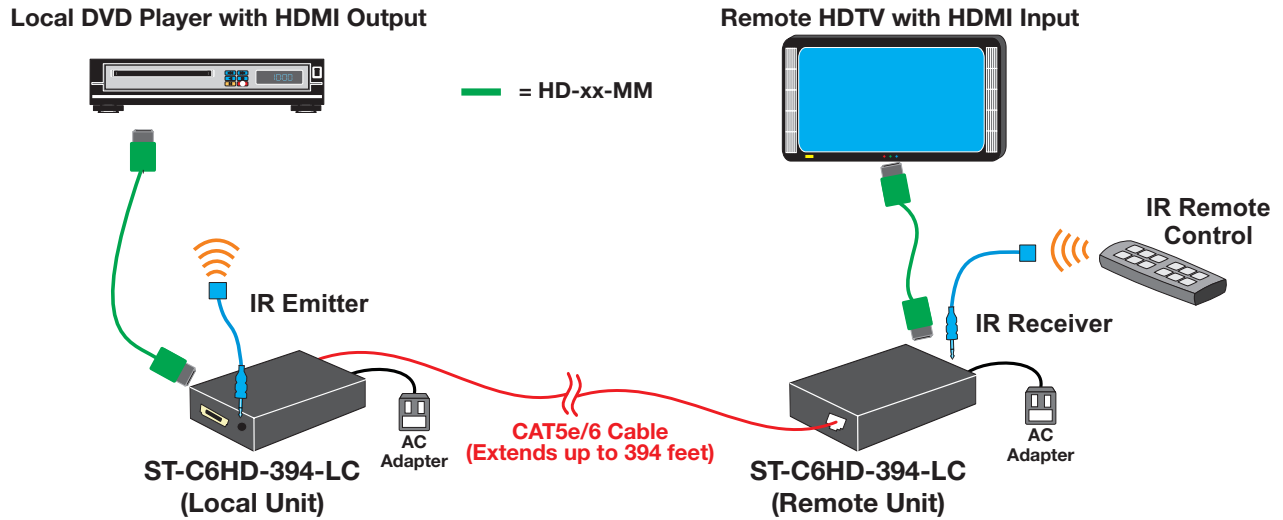 Local DVD Player with HDMI Output
Remote HDTV with HDMI Input
1000
= HD-xx-MM
IR Remote
Control
IR Emitter
IR Receiver
AC
Adapter
CAT5e/6 Cable
(Extends up to 394 feet)
AC
Adapter
ST-C6HD-394-LC
(Local Unit)
ST-C6HD-394-LC
(Remote Unit)